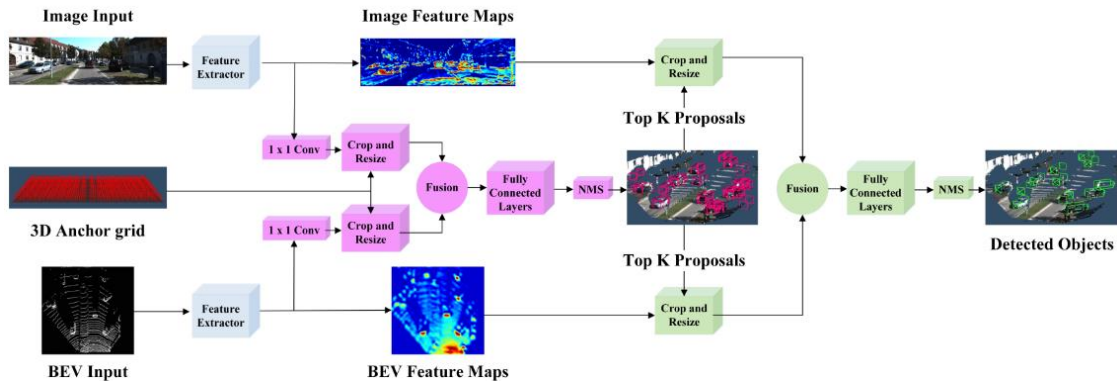 Image Input
Image Feature Maps
Feature
Extractor
Crop and
Resize
Top K Proposals
1 x 1 Conv
Crop and
Resize
Fusion
Fully
Connected
Layers
NMS
Fusion
Fully
Connected
Layers
NMS
3D Anchor grid
1 x 1 Conv
Crop and
Resize
Detected Objects
Top K Proposals
Feature
Extractor
Crop and
Resize
BEV Input
BEV Feature Maps